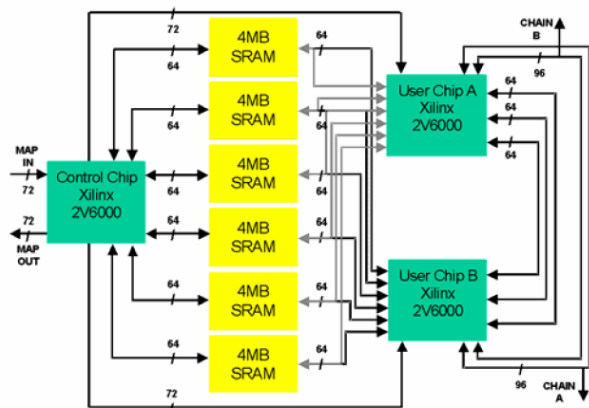 72
CHAIN
B
64
4MB
SRAM
64
96
64
4MB
SRAM
64
User Chip A
Xilinx
2V6000
64
64
64
MAP
IN
72
Control Chip
Xilinx
2V6000
64
4MB
SRAM
64
72
MAP
OUT
64
4MB
SRAM
64
64
4MB
SRAM
64
User Chip B
Xilinx
2V6000
64
4MB
SRAM
64
96
72
CHAIN
A